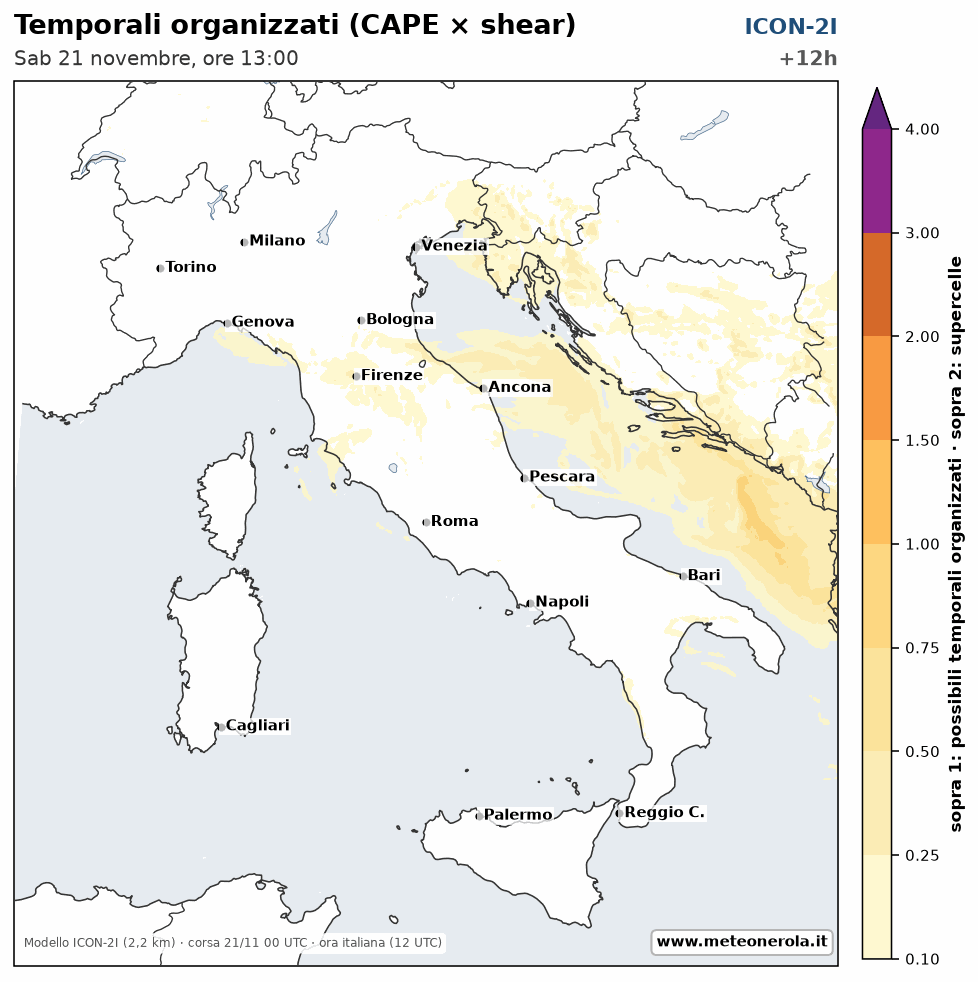 Temporali organizzati (CAPE × shear)
ICON-2I
Sab 21 novembre, ore 13:00
+12h
Milano
Venezia
Torino
Genova
Bologna
Firenze
Ancona
Pescara
Roma
Bari
Napoli
Cagliari
Palermo
Reggio C.
4.00
3.00
2.00
1.50
1.00
0.75
0.50
0.25
0.10
sopra 1: possibili temporali organizzati · sopra 2: supercelle
Modello ICON-2I (2,2 km) · corsa 21/11 00 UTC · ora italiana (12 UTC)
www.meteonerola.it